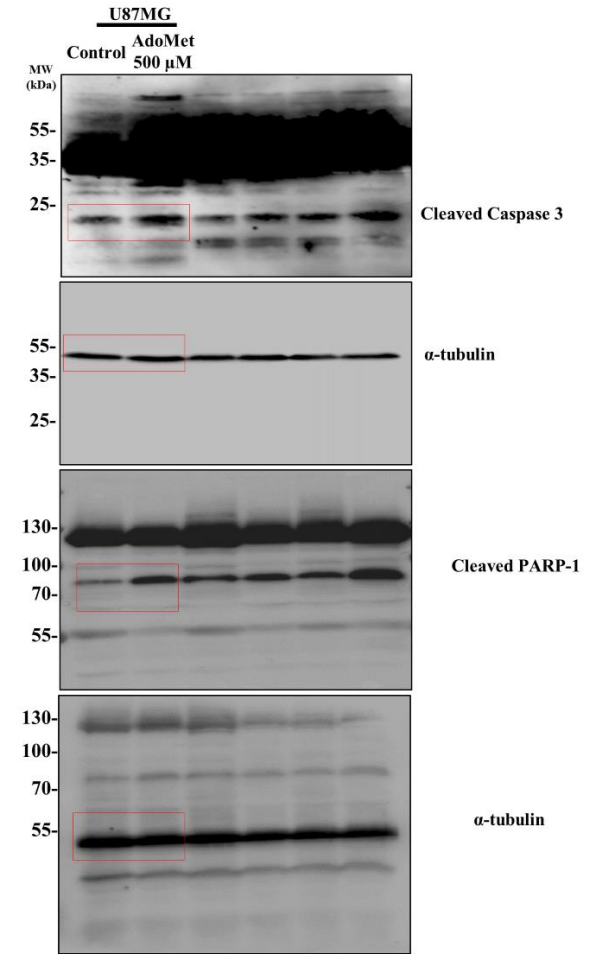 U87MG
Control AdoMet
500 μM
MW
(kDa)
55-
35-
25-
Cleaved Caspase 3
55-
35-
25-
α-tubulin
130-
100-
70-
55-
Cleaved PARP-1
130-
100-
70-
55-
α-tubulin